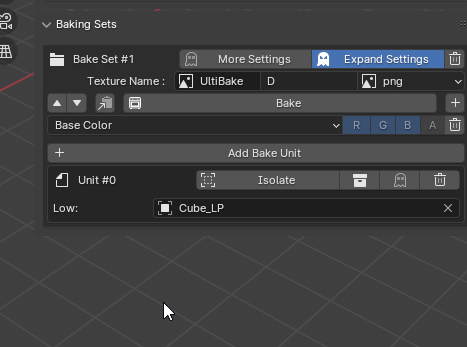 Baking Sets
Bake Set #1 More Settings Expand Settings
Texture Name : UltiBake D png
Bake
Base Color R G B A
Add Bake Unit
Unit #0 Isolate
Low: Cube_LP